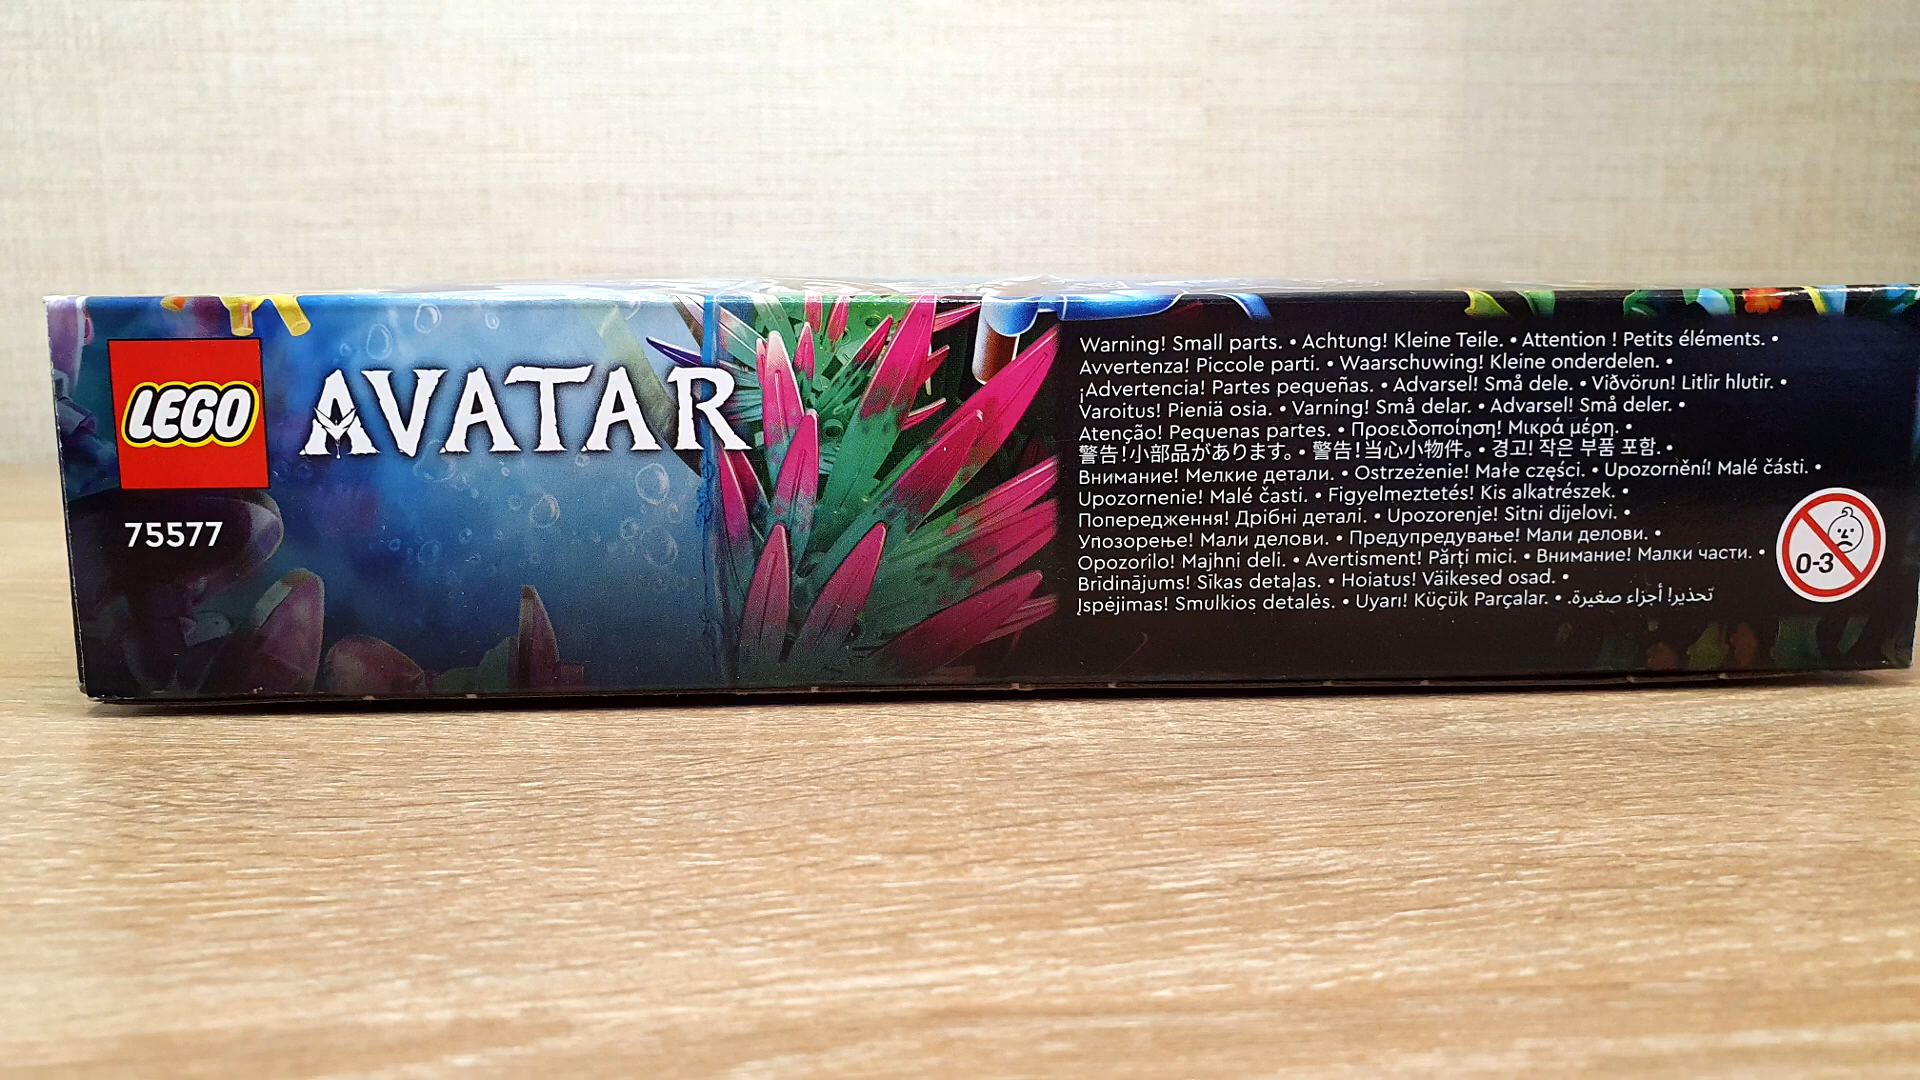 LEGO
AVATAR
75577
Warning! Small parts. • Achtung! Kleine Teile. • Attention ! Petits éléments. •
Avvertenza! Piccole parti. • Waarschuwing! Kleine onderdelen. •
¡Advertencia! Partes pequeñas. • Advarsel! Små dele. • Viðvörun! Litlir hlutir. •
Varoitus! Pieniä osia. • Varning! Små delar. • Advarsel! Små deler. •
Atenção! Pequenas partes. • Προειδοποίηση! Μικρά μέρη. •
警告!小部品があります。• 警告!当心小物件。• 경고! 작은 부품 포함. •
Внимание! Мелкие детали. • Ostrzeżenie! Małe części. • Upozornění! Malé části. •
Upozornenie! Malé časti. • Figyelmeztetés! Kis alkatrészek. •
Попередження! Дрібні деталі. • Upozorenje! Sitni dijelovi. •
Упозорење! Мали делови. • Предупредување! Мали делови. •
Opozorilo! Majhni deli. • Avertisment! Părți mici. • Внимание! Малки части. •
Brīdinājums! Sīkas detaļas. • Hoiatus! Väikesed osad. •
Įspėjimas! Smulkios detalės. • Uyarı! Küçük Parçalar. • تحذير! أجزاء صغيرة.
0-3